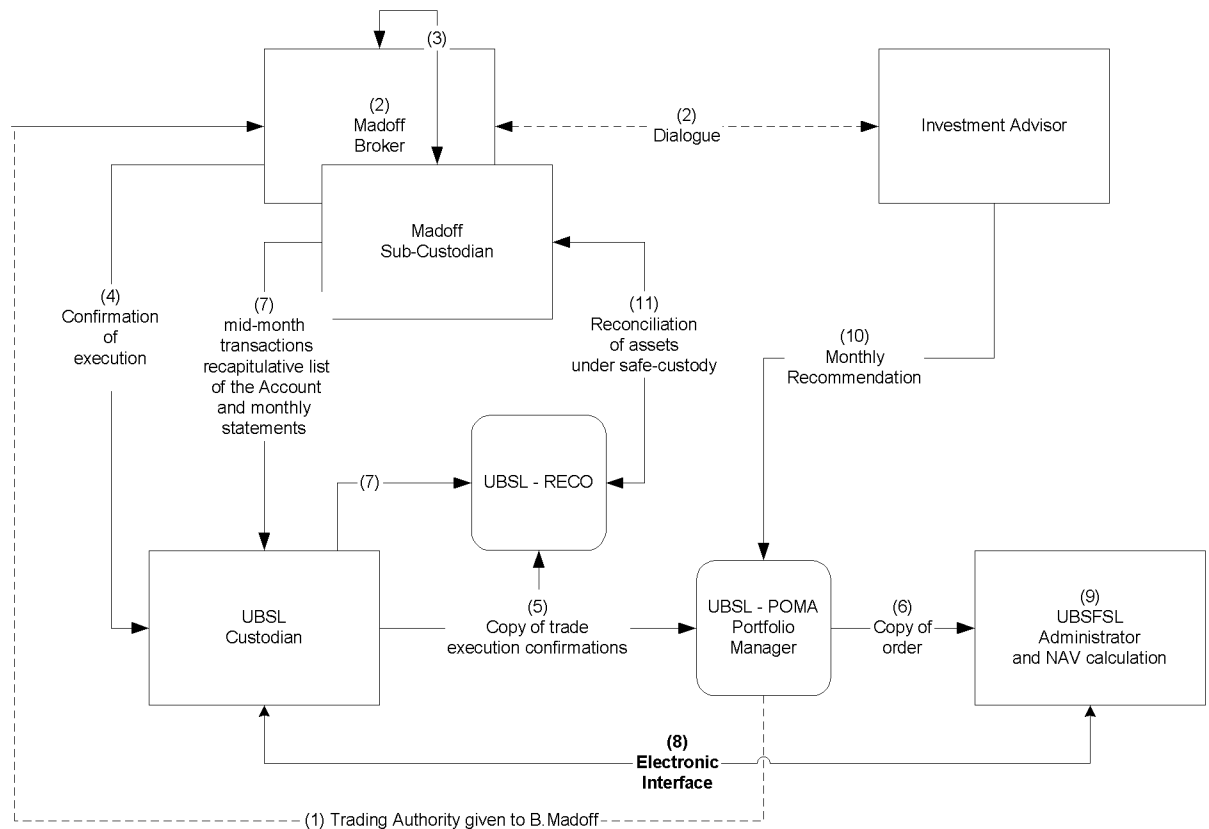 (3)
(2)
Madoff
Broker
(2)
Dialogue
Investment Advisor
Madoff
Sub-Custodian
(4)
Confirmation
of
execution
(7)
mid-month
transactions
recapitulative list
of the Account
and monthly
statements
(11)
Reconciliation
of assets
under safe-custody
(10)
Monthly
Recommendation
(7)
UBSL - RECO
UBSL
Custodian
(5)
Copy of trade
execution confirmations
UBSL - POMA
Portfolio
Manager
(6)
Copy of
order
(9)
UBSFSL
Administrator
and NAV calculation
(8)
Electronic
Interface
(1) Trading Authority given to B.Madoff